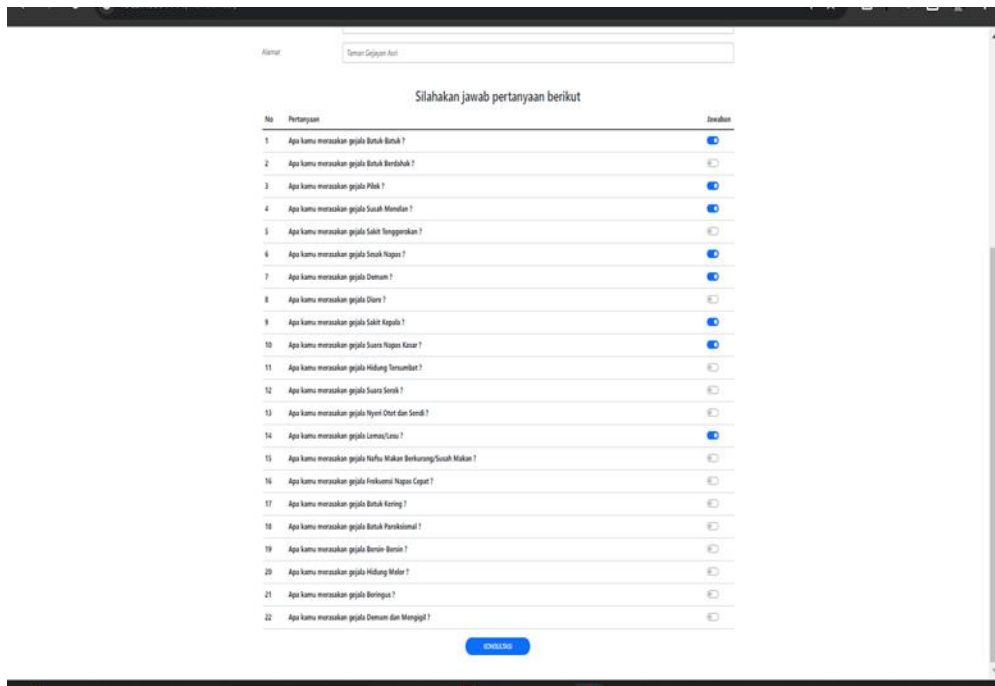 Alamat
Taman Gejayan Asri
Silahakan jawab pertanyaan berikut
No Pertanyaan Jawaban
1 Apa kamu merasakan gejala Batuk-Batuk ?
2 Apa kamu merasakan gejala Batuk Berdahak ?
3 Apa kamu merasakan gejala Pilek ?
4 Apa kamu merasakan gejala Susah Menelan ?
5 Apa kamu merasakan gejala Sakit Tenggorokan ?
6 Apa kamu merasakan gejala Sesak Napas ?
7 Apa kamu merasakan gejala Demam ?
8 Apa kamu merasakan gejala Diare ?
9 Apa kamu merasakan gejala Sakit Kepala ?
10 Apa kamu merasakan gejala Suara Napas Kasar ?
11 Apa kamu merasakan gejala Hidung Tersumbat ?
12 Apa kamu merasakan gejala Suara Serak ?
13 Apa kamu merasakan gejala Nyeri Otot dan Sendi ?
14 Apa kamu merasakan gejala Lemas/Lesu ?
15 Apa kamu merasakan gejala Nafsu Makan Berkurang/Susah Makan ?
16 Apa kamu merasakan gejala Frekuensi Napas Cepat ?
17 Apa kamu merasakan gejala Batuk Kering ?
18 Apa kamu merasakan gejala Batuk Paroksismal ?
19 Apa kamu merasakan gejala Bersin-Bersin ?
20 Apa kamu merasakan gejala Hidung Meler ?
21 Apa kamu merasakan gejala Beringus ?
22 Apa kamu merasakan gejala Demam dan Mengigil ?
KONSULTASI